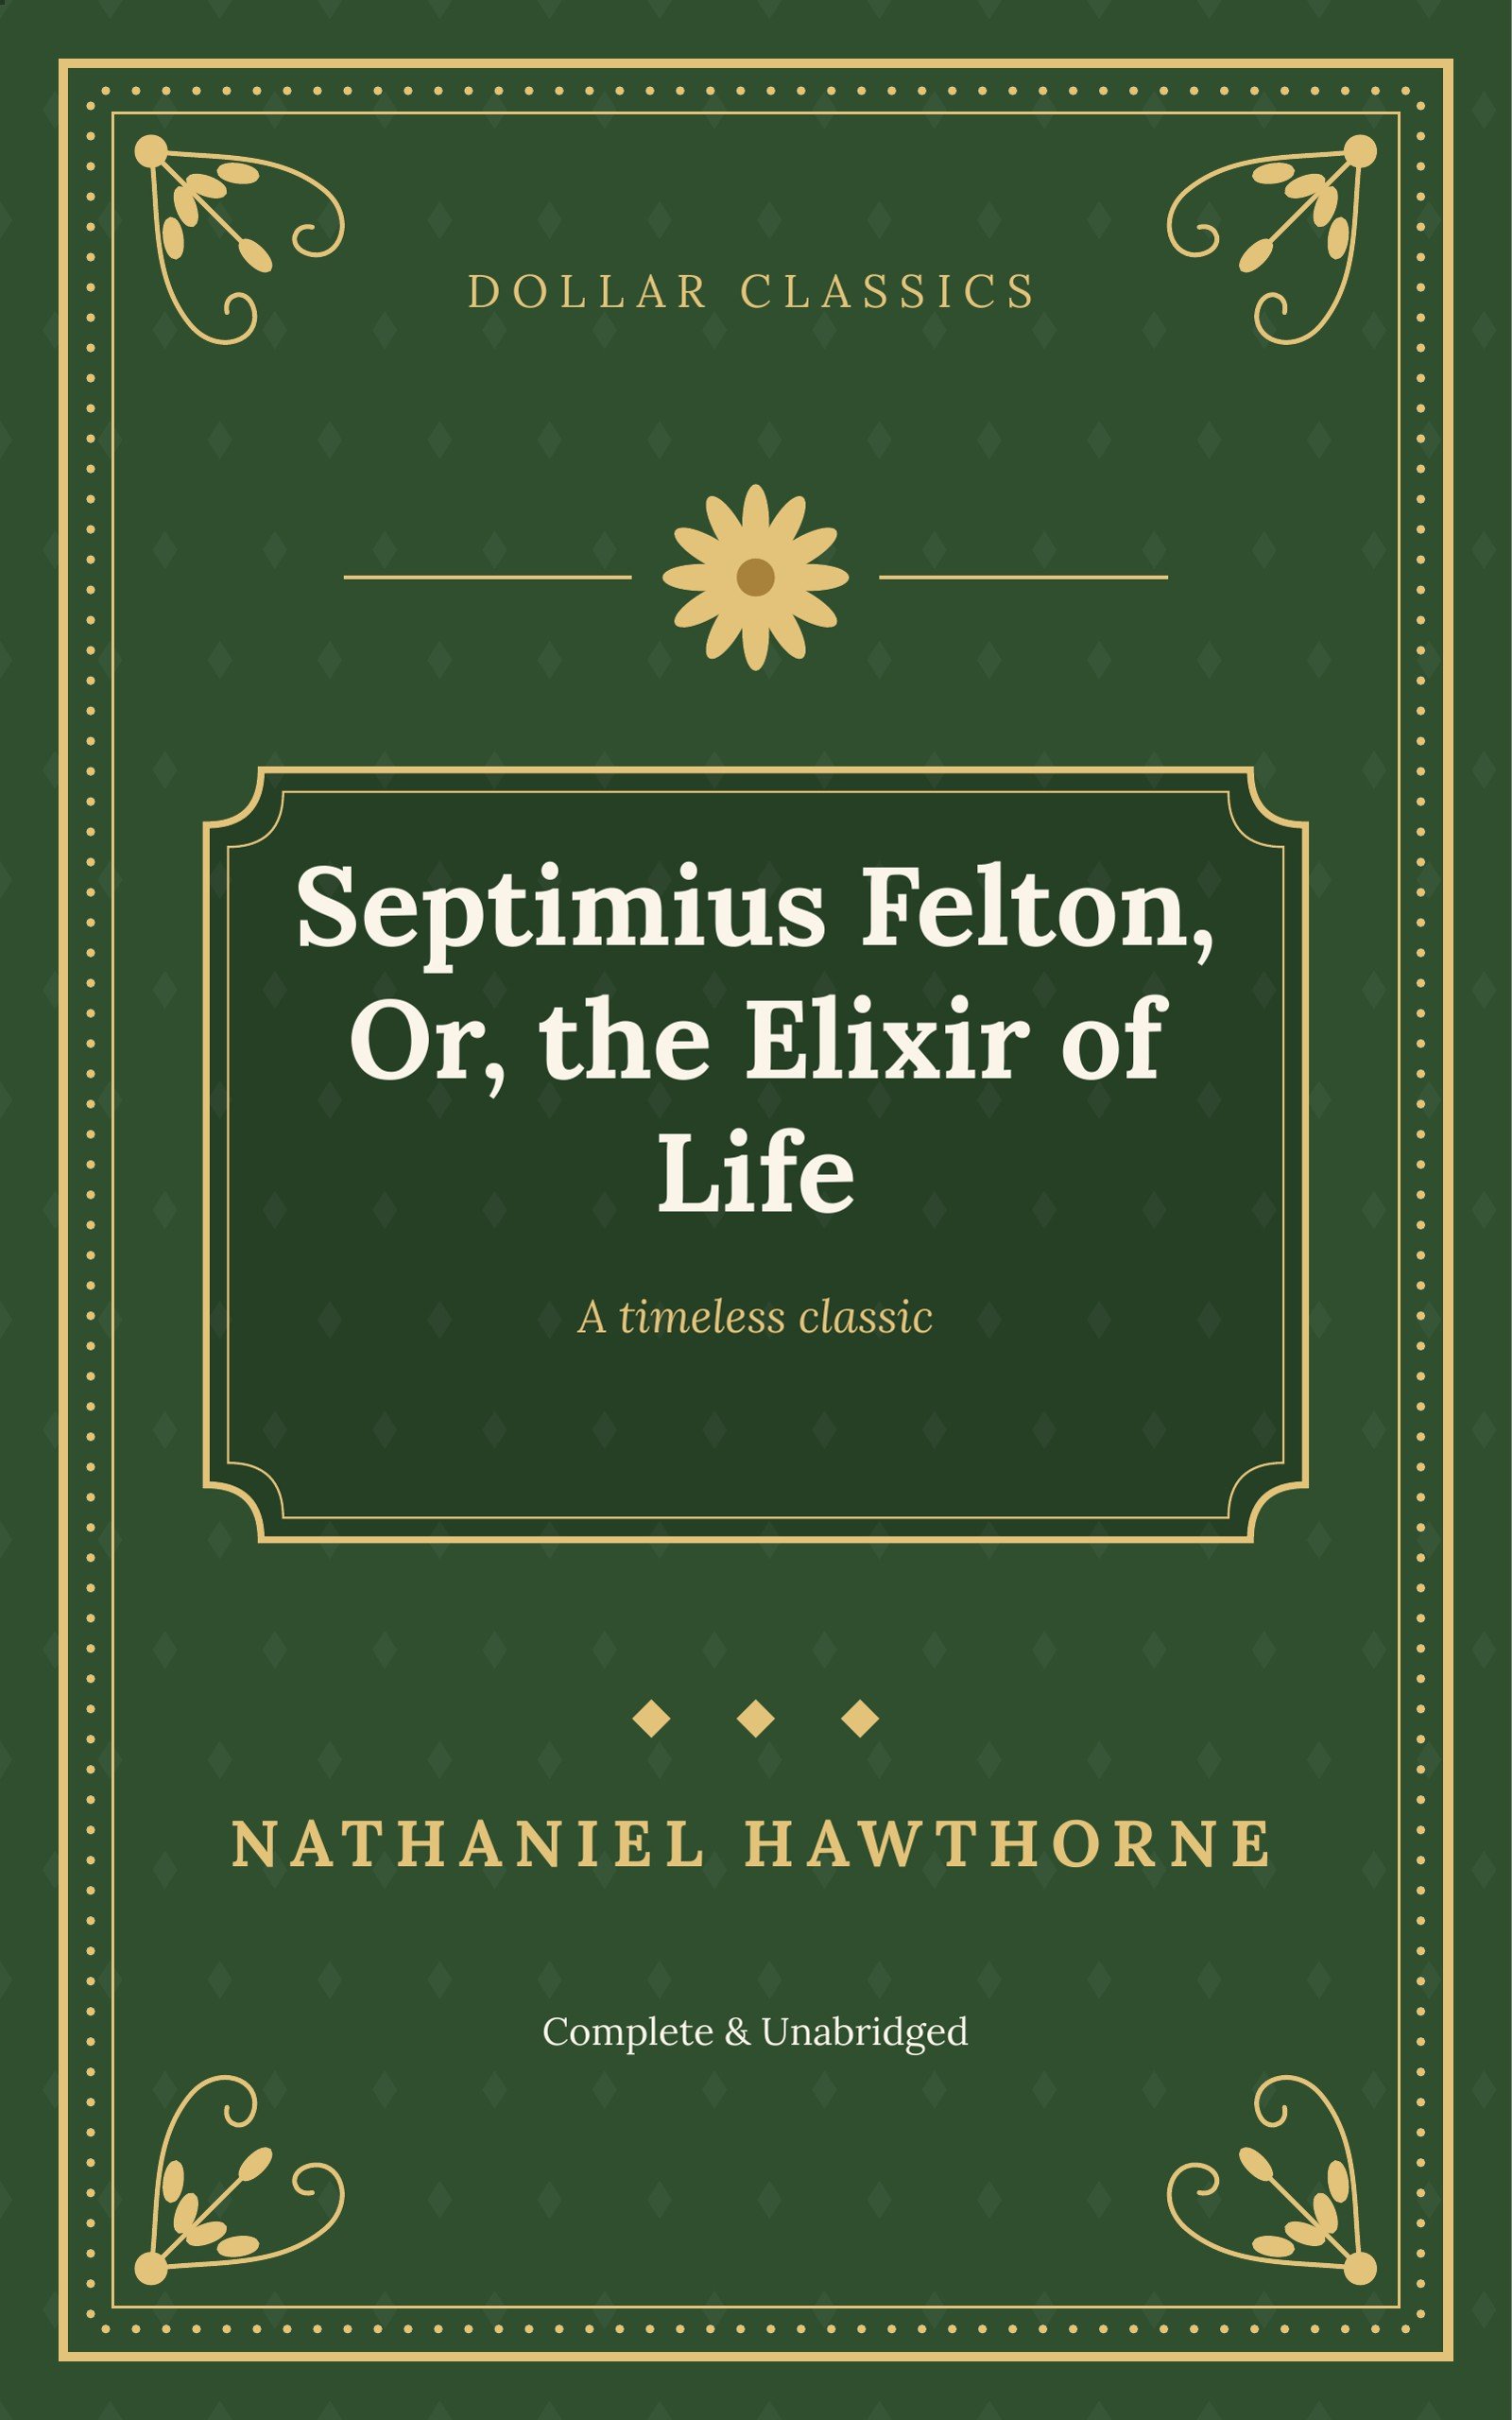 DOLLAR CLASSICS
Septimius Felton,
Or, the Elixir of
Life
A timeless classic
NATHANIEL HAWTHORNE
Complete & Unabridged